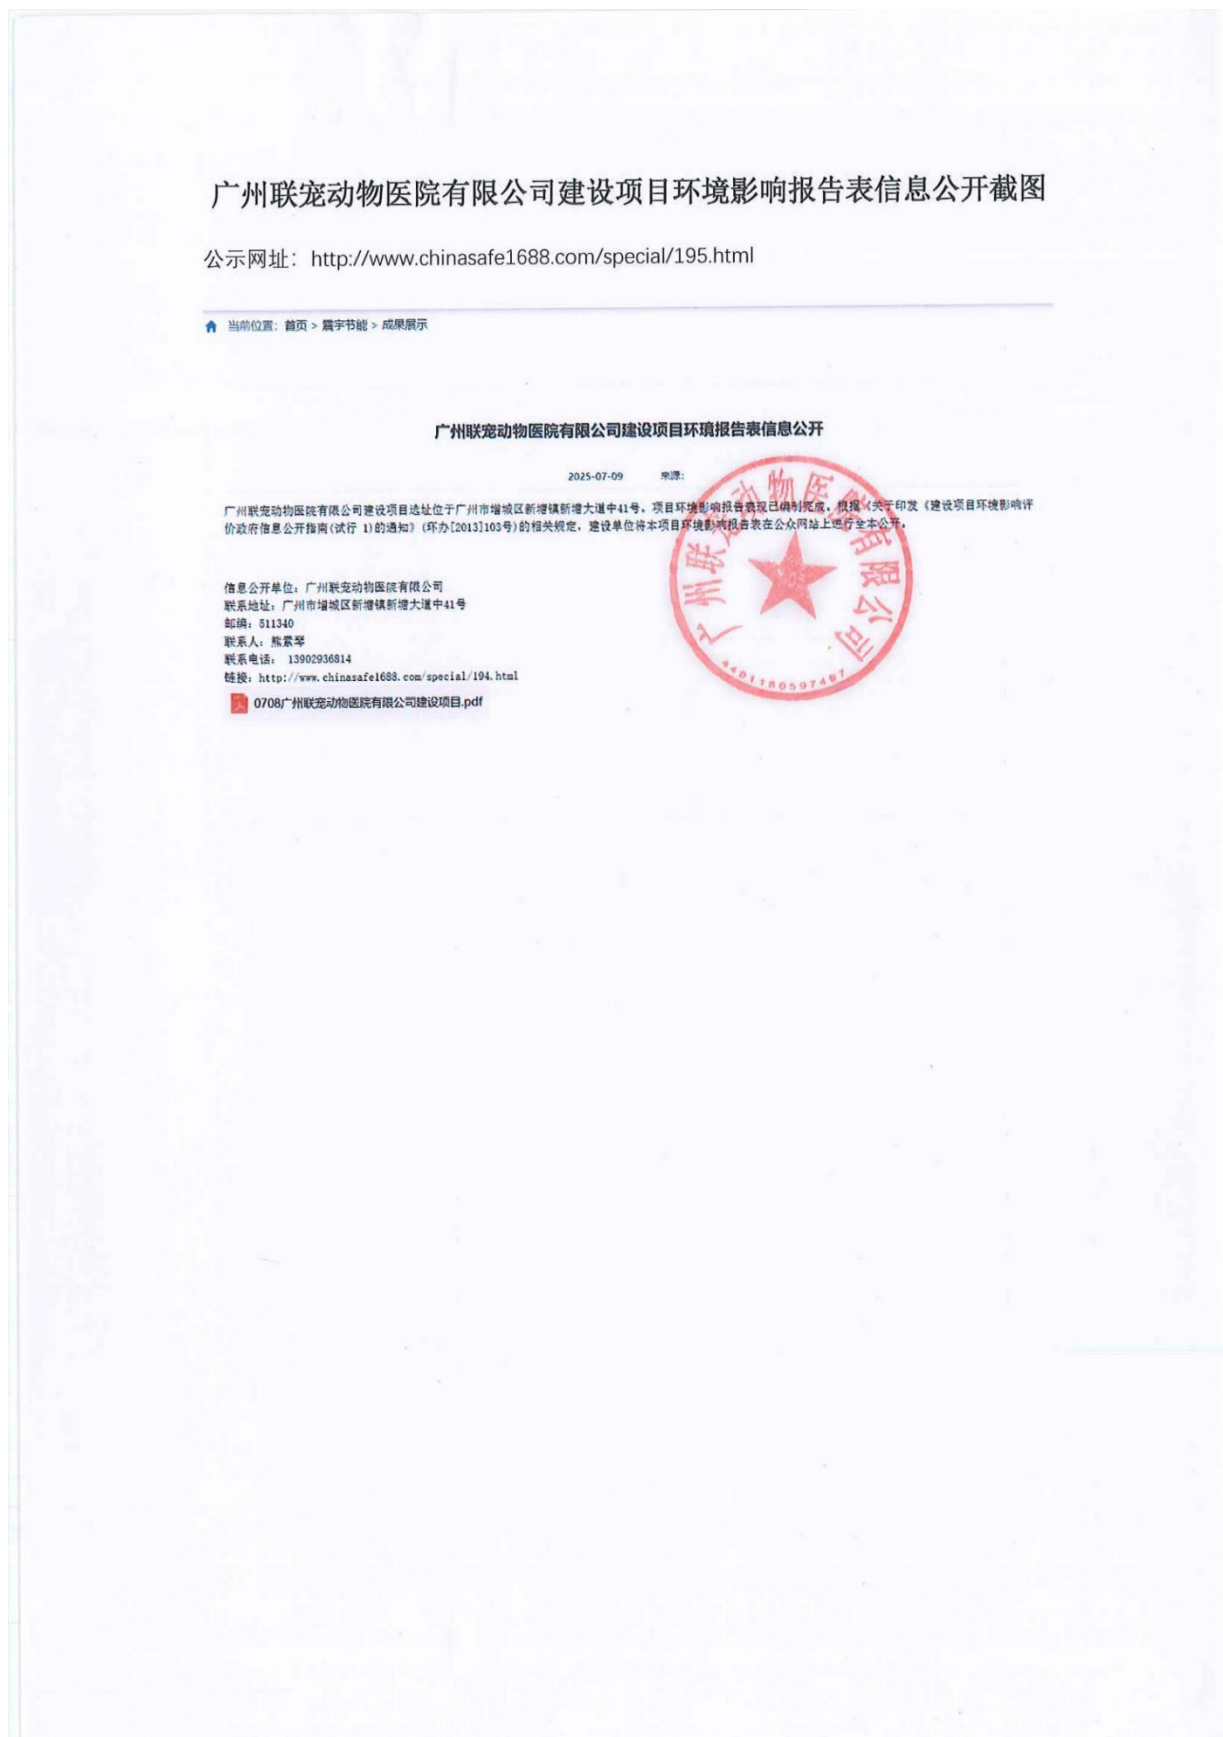 广州联宠动物医院有限公司建设项目环境影响报告表信息公开截图
公示网址：http://www.chinasafe1688.com/special/195.html
当前位置：首页 > 震宇节能 > 成果展示
广州联宠动物医院有限公司建设项目环境报告表信息公开
2025-07-09 来源：
广州联宠动物医院有限公司建设项目选址位于广州市增城区新塘镇新塘大道中41号，项目环境影响报告表现已编制完成，根据《关于印发《建设项目环境影响评
价政府信息公开指南(试行 1)的通知》(环办[2013]103号)的相关规定，建设单位将本项目环境影响报告表在公众网站上进行全本公开。
信息公开单位：广州联宠动物医院有限公司
联系地址：广州市增城区新塘镇新塘大道中41号
邮编：511340
联系人：熊素琴
联系电话： 13902936814
链接：http://www.chinasafe1688.com/special/194.html
0708广州联宠动物医院有限公司建设项目.pdf
广州联宠动物医院有限公司
4401180597407